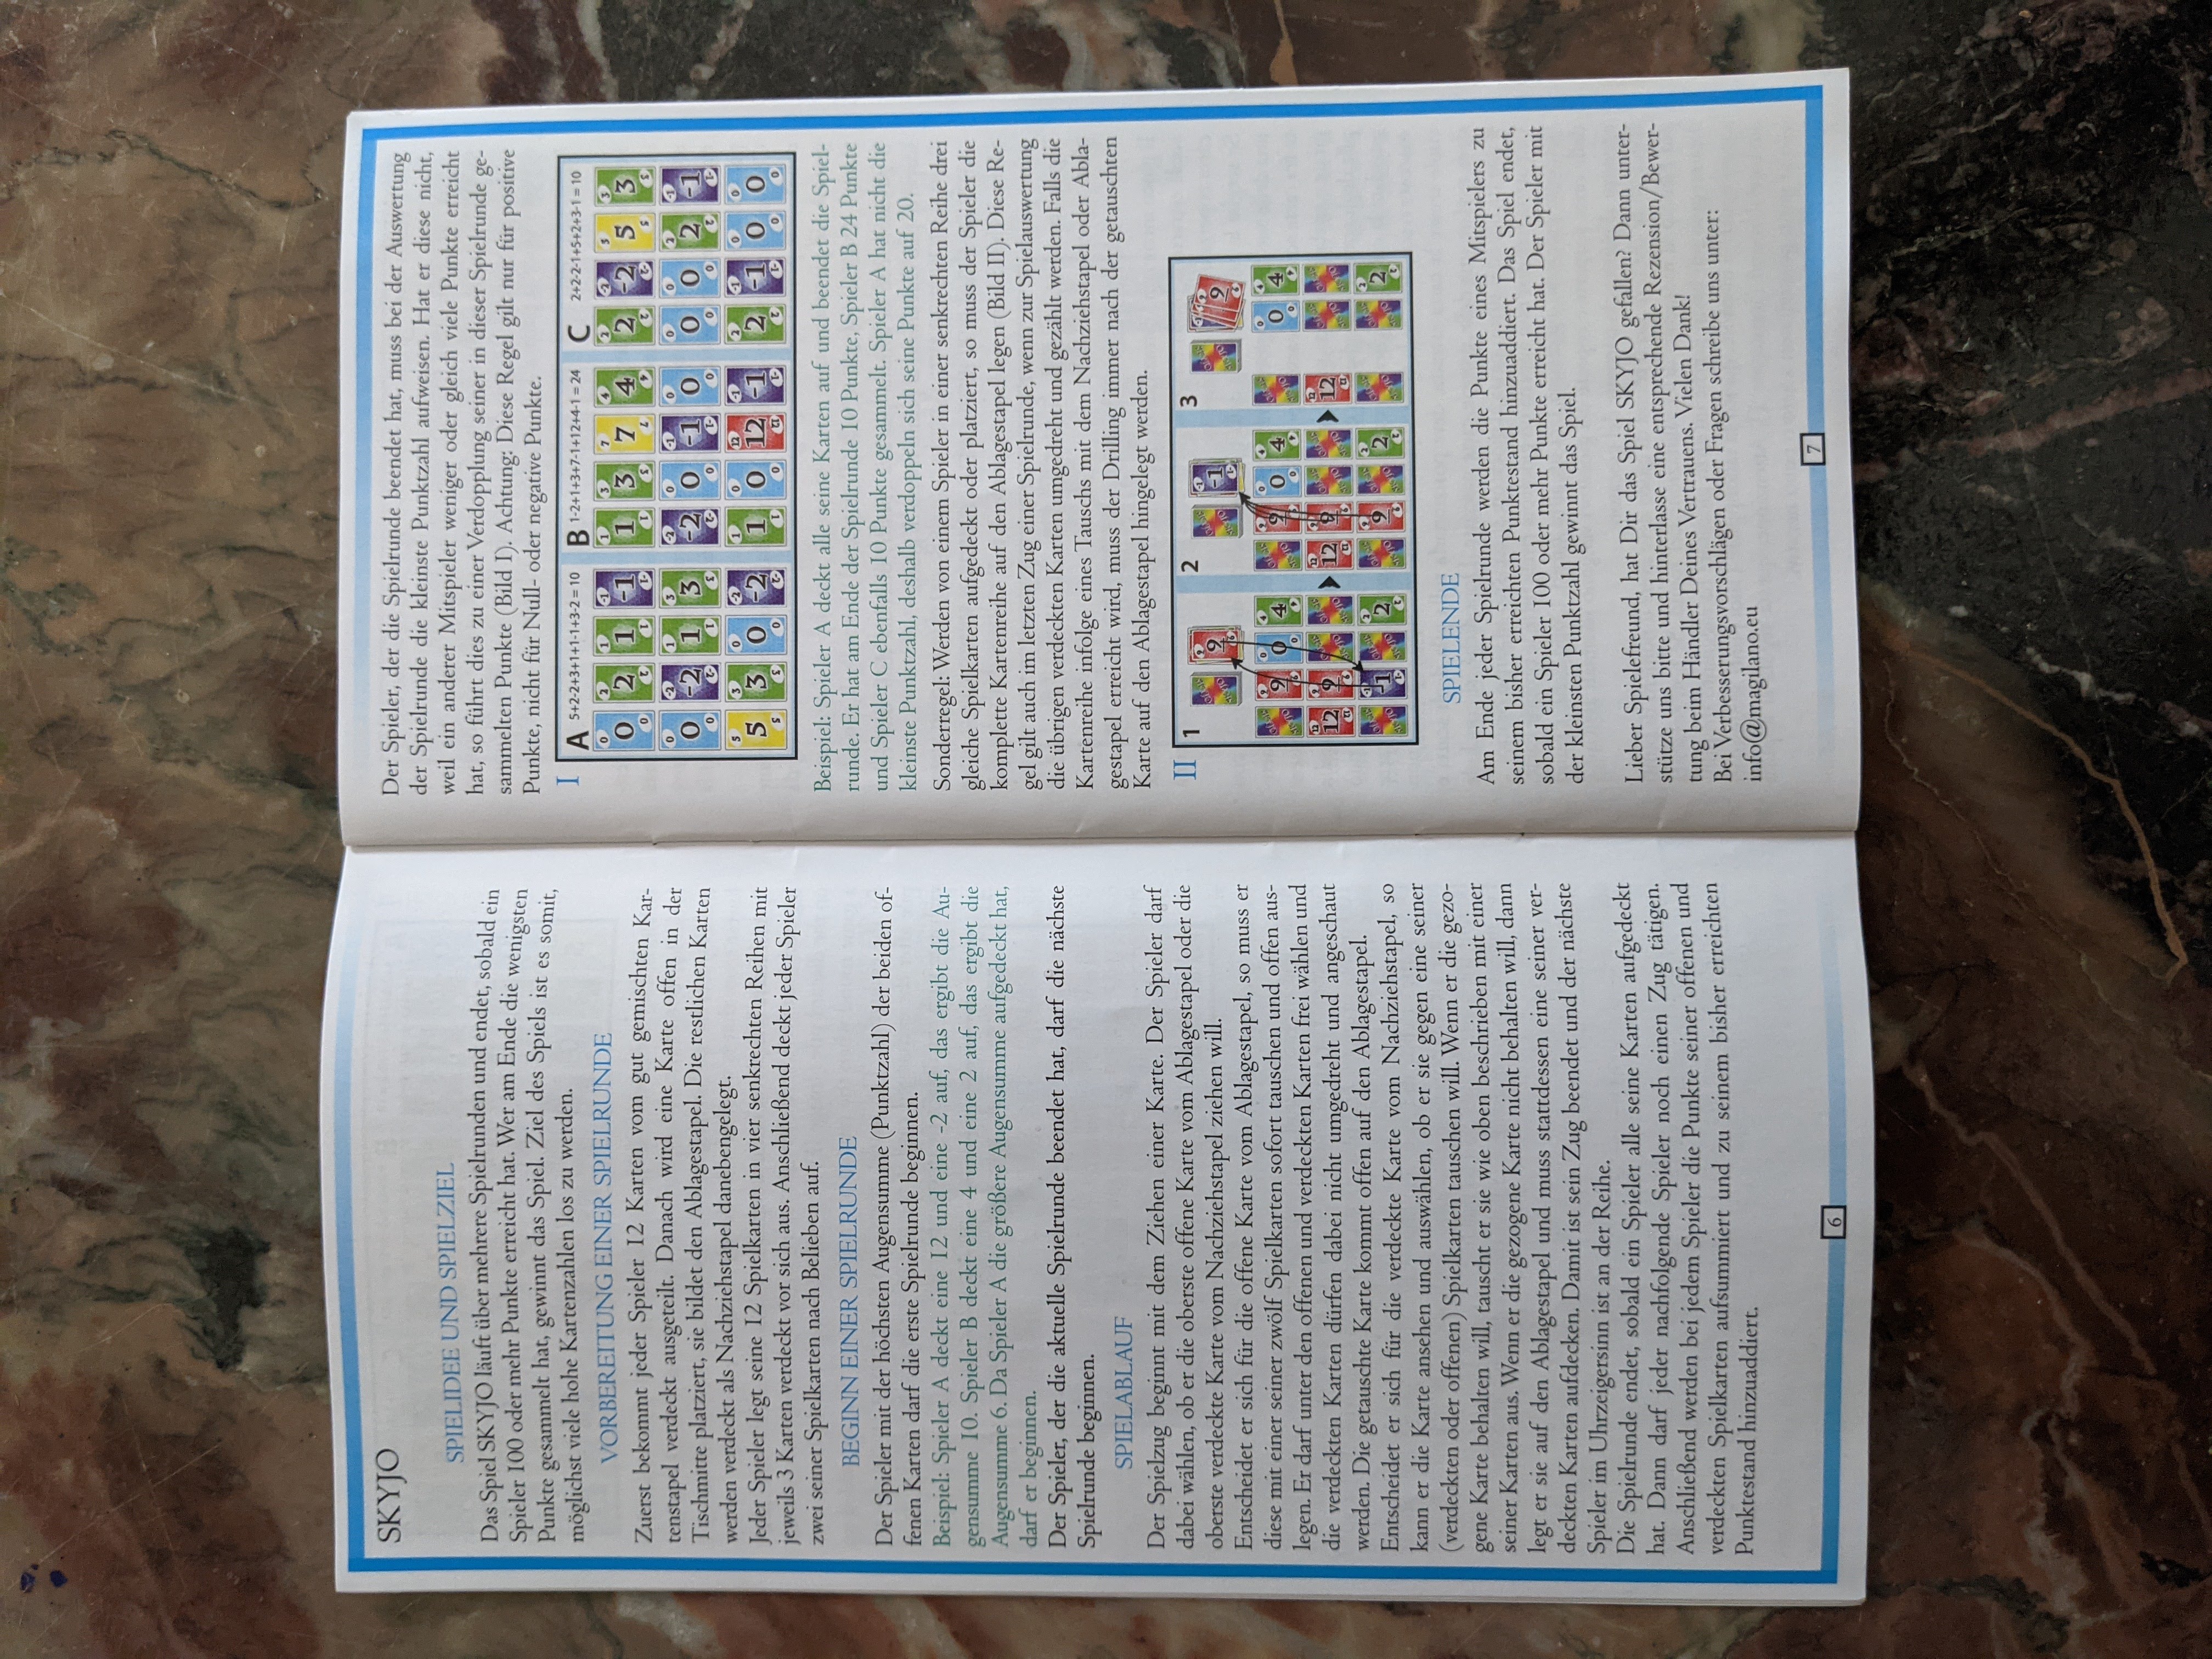 SKYJO
SPIELIDEE UND SPIELZIEL
Das Spiel SKYJO läuft über mehrere Spielrunden und endet, sobald ein
Spieler 100 oder mehr Punkte erreicht hat. Wer am Ende die wenigsten
Punkte gesammelt hat, gewinnt das Spiel. Ziel des Spiels ist es somit,
möglichst viele hohe Kartenzahlen los zu werden.
VORBEREITUNG EINER SPIELRUNDE
Zuerst bekommt jeder Spieler 12 Karten vom gut gemischten Kar-
tenstapel verdeckt ausgeteilt. Danach wird eine Karte offen in der
Tischmitte platziert, sie bildet den Ablagestapel. Die restlichen Karten
werden verdeckt als Nachziehstapel danebengelegt.
Jeder Spieler legt seine 12 Spielkarten in vier senkrechten Reihen mit
jeweils 3 Karten verdeckt vor sich aus. Anschließend deckt jeder Spieler
zwei seiner Spielkarten nach Belieben auf.
BEGINN EINER SPIELRUNDE
Der Spieler mit der höchsten Augensumme (Punktzahl) der beiden of-
fenen Karten darf die erste Spielrunde beginnen.
Beispiel: Spieler A deckt eine 12 und eine -2 auf, das ergibt die Au-
gensumme 10. Spieler B deckt eine 4 und eine 2 auf, das ergibt die
Augensumme 6. Da Spieler A die größere Augensumme aufgedeckt hat,
darf er beginnen.
Der Spieler, der die aktuelle Spielrunde beendet hat, darf die nächste
Spielrunde beginnen.
SPIELABLAUF
Der Spielzug beginnt mit dem Ziehen einer Karte. Der Spieler darf
dabei wählen, ob er die oberste offene Karte vom Ablagestapel oder die
oberste verdeckte Karte vom Nachziehstapel ziehen will.
Entscheidet er sich für die offene Karte vom Ablagestapel, so muss er
diese mit einer seiner zwölf Spielkarten sofort tauschen und offen aus-
legen. Er darf unter den offenen und verdeckten Karten frei wählen und
die verdeckten Karten dürfen dabei nicht umgedreht und angeschaut
werden. Die getauschte Karte kommt offen auf den Ablagestapel.
Entscheidet er sich für die verdeckte Karte vom Nachziehstapel, so
kann er die Karte ansehen und auswählen, ob er sie gegen eine seiner
(verdeckten oder offenen) Spielkarten tauschen will. Wenn er die gezo-
gene Karte behalten will, tauscht er sie wie oben beschrieben mit einer
seiner Karten aus. Wenn er die gezogene Karte nicht behalten will, dann
legt er sie auf den Ablagestapel und muss stattdessen eine seiner ver-
deckten Karten aufdecken. Damit ist sein Zug beendet und der nächste
Spieler im Uhrzeigersinn ist an der Reihe.
Die Spielrunde endet, sobald ein Spieler alle seine Karten aufgedeckt
hat. Dann darf jeder nachfolgende Spieler noch einen Zug tätigen.
Anschließend werden bei jedem Spieler die Punkte seiner offenen und
verdeckten Spielkarten aufsummiert und zu seinem bisher erreichten
Punktestand hinzuaddiert.
6
Der Spieler, der die Spielrunde beendet hat, muss bei der Auswertung
der Spielrunde die kleinste Punktzahl aufweisen. Hat er diese nicht,
weil ein anderer Mitspieler weniger oder gleich viele Punkte erreicht
hat, so führt dies zu einer Verdopplung seiner in dieser Spielrunde ge-
sammelten Punkte (Bild I). Achtung: Diese Regel gilt nur für positive
Punkte, nicht für Null- oder negative Punkte.
I
A 5+2-2+3+1+1-1+3-2 = 10 B 1-2+1+3+7-1+12+4-1 = 24 C 2+2-2-1+5+2+3-1 = 10
0 2 1 -1 1 3 7 4 2 -2 5 3
0 -2 1 3 -2 0 -1 0 0 0 2 -1
5 3 0 -2 1 0 12 -1 2 -1 0 0
Beispiel: Spieler A deckt alle seine Karten auf und beendet die Spiel-
runde. Er hat am Ende der Spielrunde 10 Punkte, Spieler B 24 Punkte
und Spieler C ebenfalls 10 Punkte gesammelt. Spieler A hat nicht die
kleinste Punktzahl, deshalb verdoppeln sich seine Punkte auf 20.
Sonderregel: Werden von einem Spieler in einer senkrechten Reihe drei
gleiche Spielkarten aufgedeckt oder platziert, so muss der Spieler die
komplette Kartenreihe auf den Ablagestapel legen (Bild II). Diese Re-
gel gilt auch im letzten Zug einer Spielrunde, wenn zur Spielauswertung
die übrigen verdeckten Karten umgedreht und gezählt werden. Falls die
Kartenreihe infolge eines Tauschs mit dem Nachziehstapel oder Abla-
gestapel erreicht wird, muss der Drilling immer nach der getauschten
Karte auf den Ablagestapel hingelegt werden.
II
1 9 2 -1 3 9
9 0 4 9 0 4 0 4
12 9 12 9 12
-1 2 9 2 2
SPIELENDE
Am Ende jeder Spielrunde werden die Punkte eines Mitspielers zu
seinem bisher erreichten Punktestand hinzuaddiert. Das Spiel endet,
sobald ein Spieler 100 oder mehr Punkte erreicht hat. Der Spieler mit
der kleinsten Punktzahl gewinnt das Spiel.
Lieber Spielefreund, hat Dir das Spiel SKYJO gefallen? Dann unter-
stütze uns bitte und hinterlasse eine entsprechende Rezension/Bewer-
tung beim Händler Deines Vertrauens. Vielen Dank!
Bei Verbesserungsvorschlägen oder Fragen schreibe uns unter:
info@magilano.eu
7